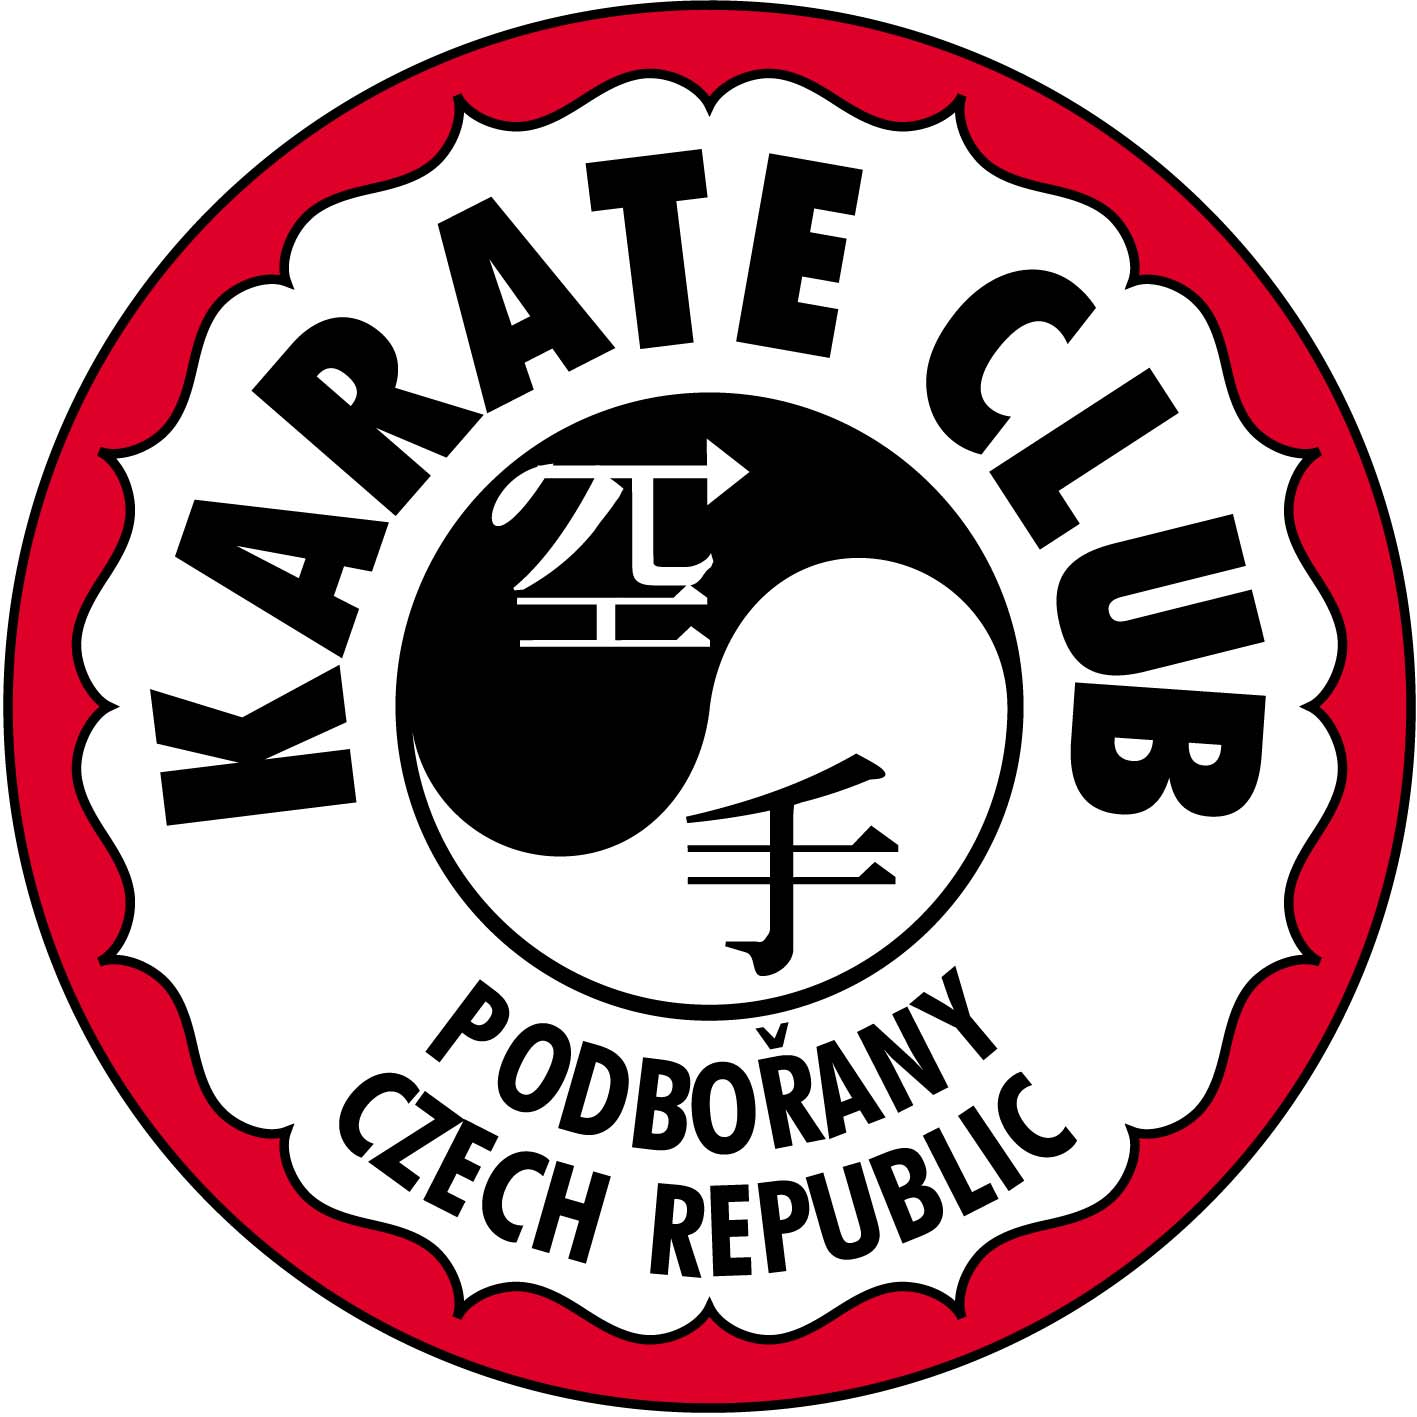 KARATE CLUB
空
手
PODBOŘANY
CZECH REPUBLIC